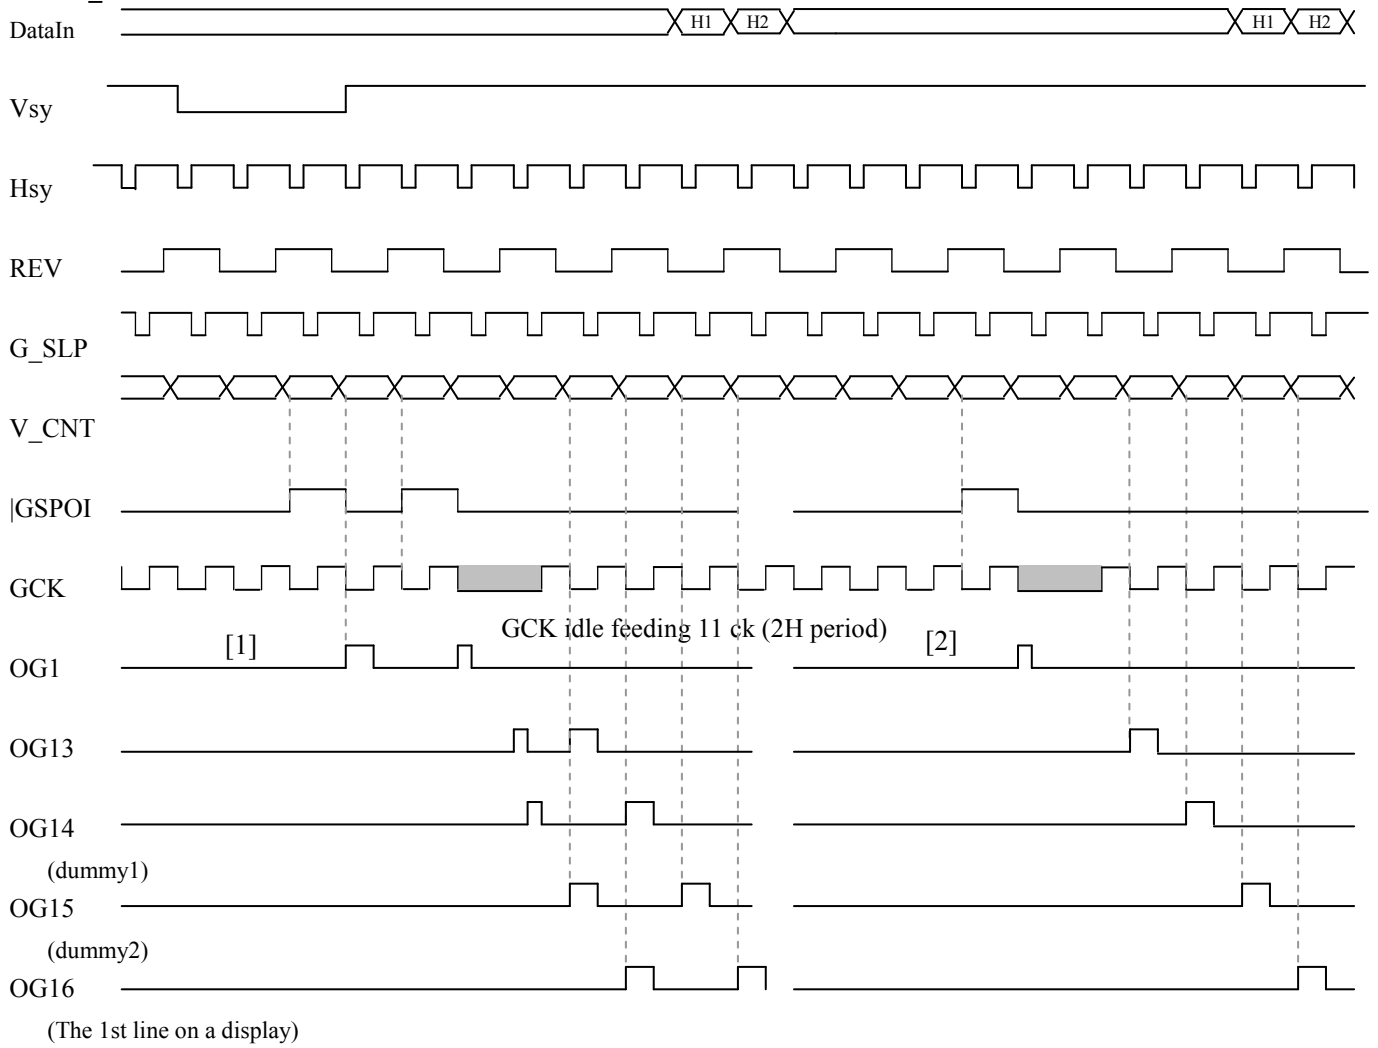 DataIn H1 H2 H1 H2
Vsy
Hsy
REV
G_SLP
V_CNT
|GSPOI
GCK
GCK idle feeding 11 ck (2H period)
[1] [2]
OG1
OG13
OG14
(dummy1)
OG15
(dummy2)
OG16
(The 1st line on a display)